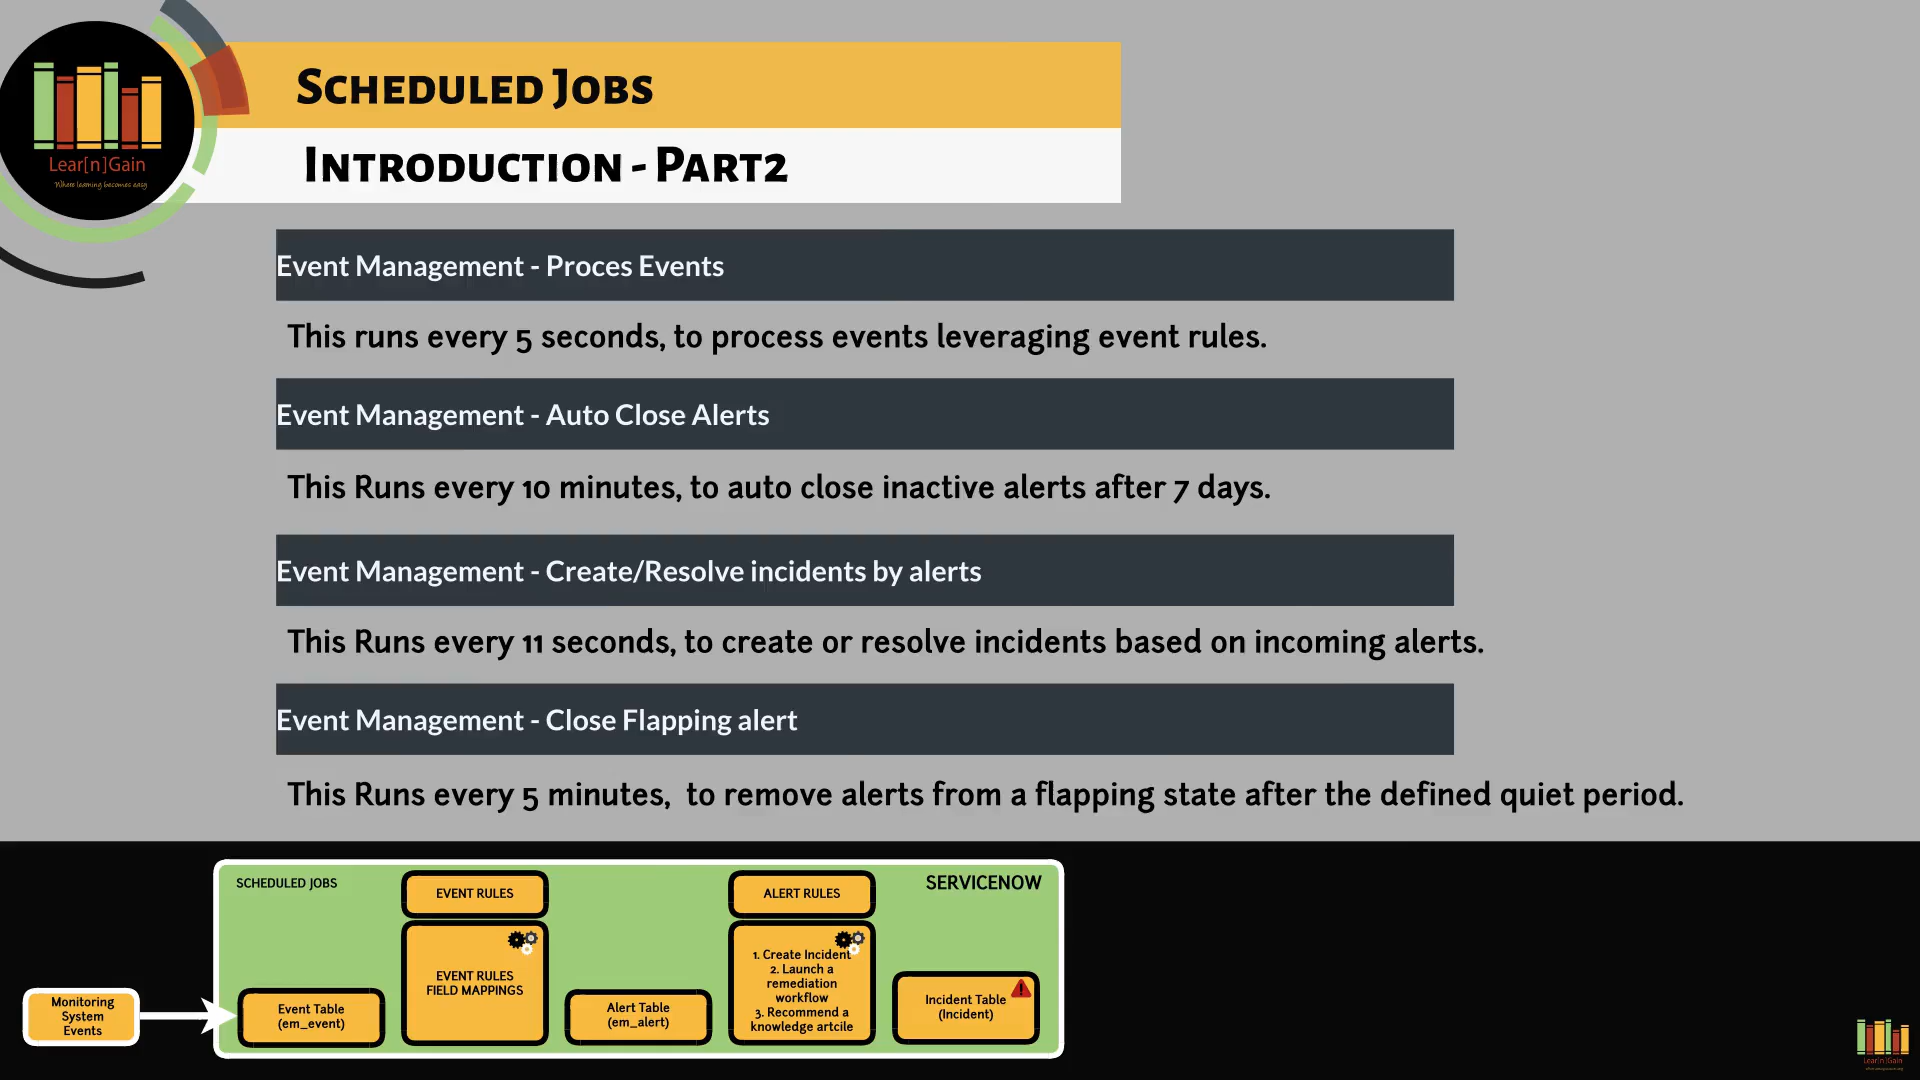 Lear[n]Gain
Where learning becomes easy
Scheduled Jobs
Introduction - Part2
Event Management - Proces Events
This runs every 5 seconds, to process events leveraging event rules.
Event Management - Auto Close Alerts
This Runs every 10 minutes, to auto close inactive alerts after 7 days.
Event Management - Create/Resolve incidents by alerts
This Runs every 11 seconds, to create or resolve incidents based on incoming alerts.
Event Management - Close Flapping alert
This Runs every 5 minutes,  to remove alerts from a flapping state after the defined quiet period.
SCHEDULED JOBS
SERVICENOW
Monitoring
System
Events
Event Table
(em_event)
EVENT RULES
EVENT RULES
FIELD MAPPINGS
Alert Table
(em_alert)
ALERT RULES
1. Create Incident
2. Launch a
remediation
workflow
3. Recommend a
knowledge artcile
Incident Table
(Incident)
Lear[n]Gain